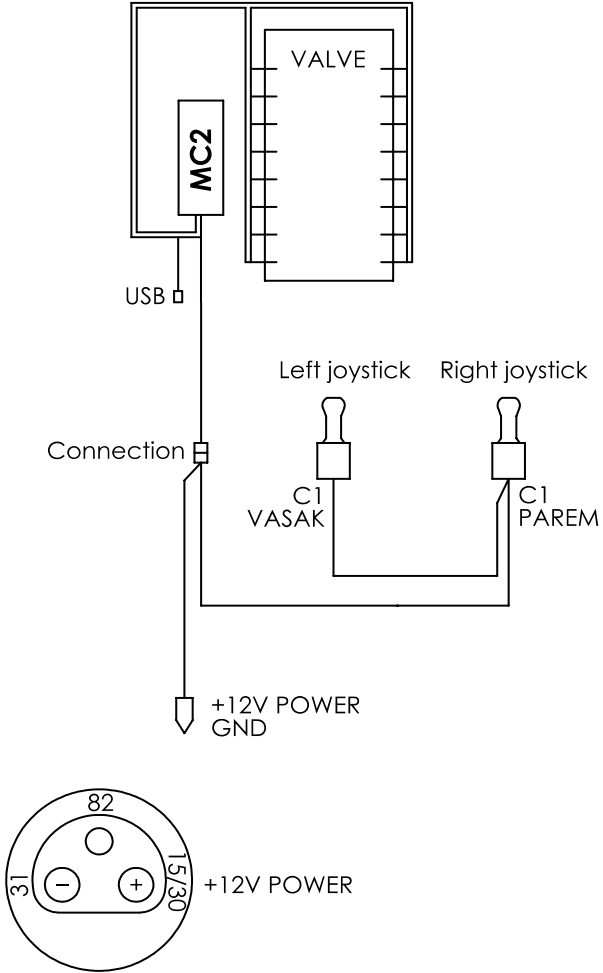 VALVE
MC2
USB
Left joystick
Right joystick
Connection
C1
VASAK
C1
PAREM
+12V POWER
GND
82
31
−
+
15/30
+12V POWER